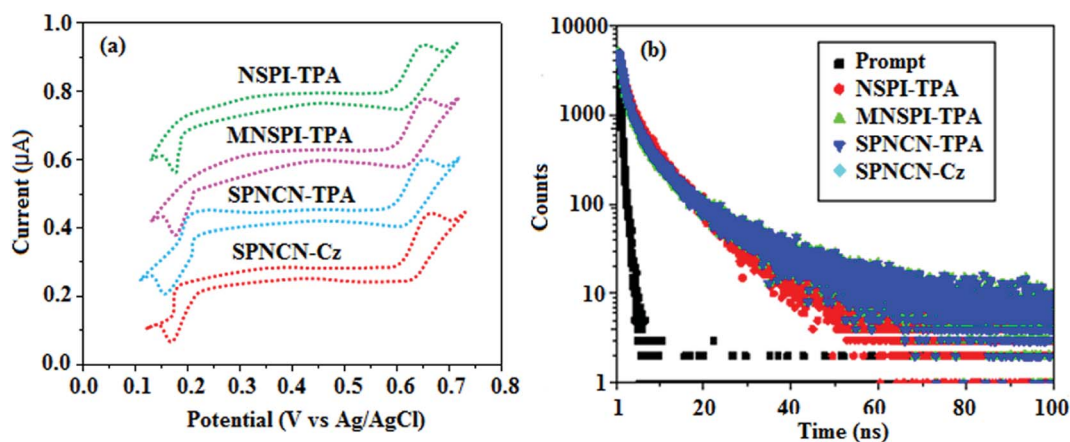 (a)
1.0
0.8
0.6
0.4
0.2
0.0
Current (µA)
NSPI-TPA
MNSPI-TPA
SPNCN-TPA
SPNCN-Cz
0.0 0.1 0.2 0.3 0.4 0.5 0.6 0.7 0.8
Potential (V vs Ag/AgCl)
(b)
10000
1000
100
10
1
Counts
Prompt
NSPI-TPA
MNSPI-TPA
SPNCN-TPA
SPNCN-Cz
1 20 40 60 80 100
Time (ns)